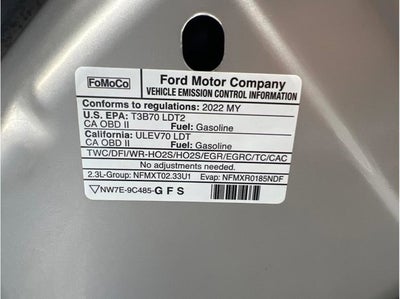 FoMoCo Ford Motor Company
VEHICLE EMISSION CONTROL INFORMATION
Conforms to regulations: 2022 MY
U.S. EPA: T3B70 LDT2
CA OBD II Fuel: Gasoline
California: ULEV70 LDT
CA OBD II Fuel: Gasoline
TWC/DFI/WR-HO2S/HO2S/EGR/EGRC/TC/CAC
No adjustments needed.
2.3L-Group: NFMXT02.33U1 Evap: NFMXR0185NDF
NW7E-9C485-G F S